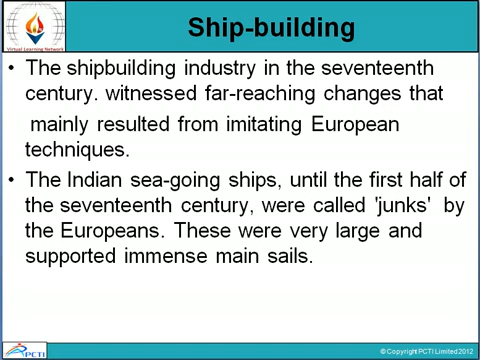 Virtual Learning Network
Ship-building
• The shipbuilding industry in the seventeenth
century. witnessed far-reaching changes that
mainly resulted from imitating European
techniques.
• The Indian sea-going ships, until the first half of
the seventeenth century, were called 'junks'  by
the Europeans. These were very large and
supported immense main sails.
PCTI
© Copyright PCTI Limited 2012